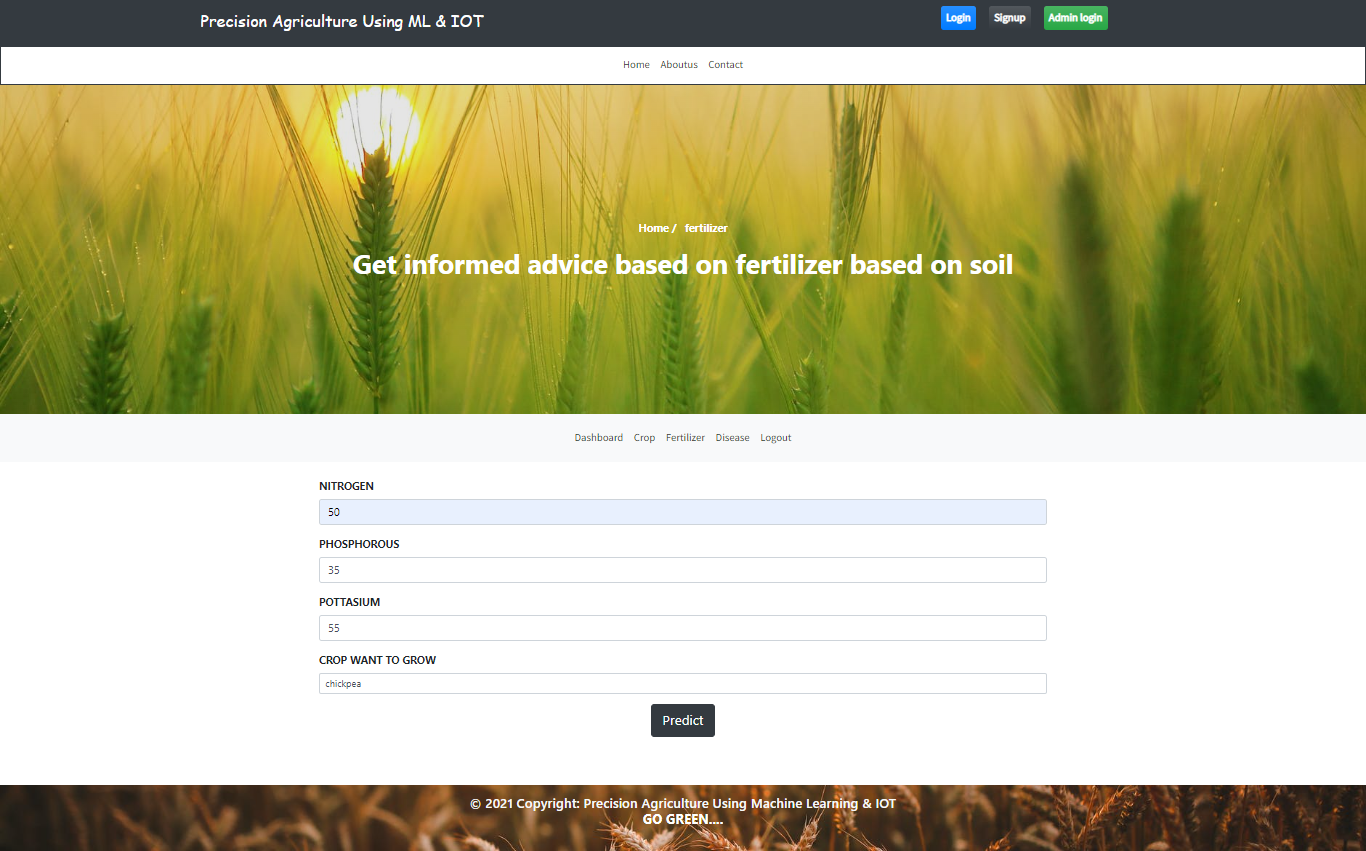 Precision Agriculture Using ML & IOT
Login Signup Admin login
Home Aboutus Contact
Home / fertilizer
Get informed advice based on fertilizer based on soil
Dashboard Crop Fertilizer Disease Logout
NITROGEN
50
PHOSPHOROUS
35
POTTASIUM
55
CROP WANT TO GROW
chickpea
Predict
© 2021 Copyright: Precision Agriculture Using Machine Learning & IOT
GO GREEN....